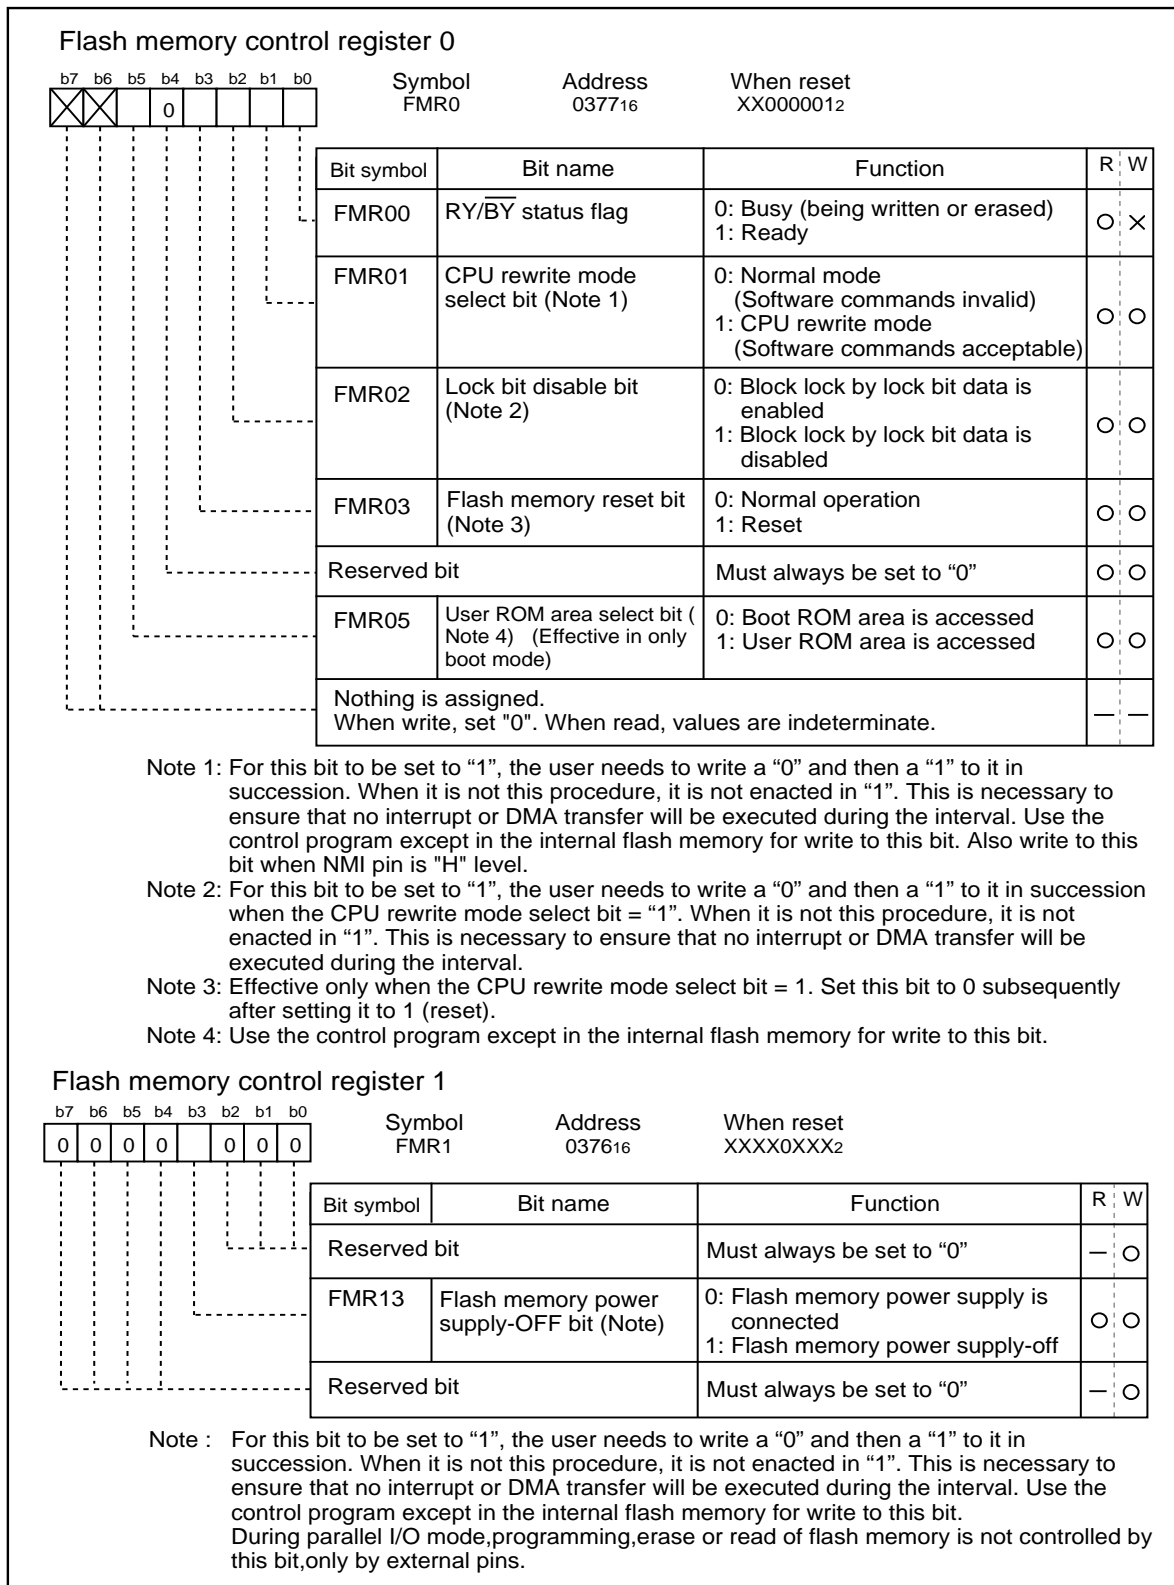 Flash memory control register 0
b7 b6 b5 b4 b3 b2 b1 b0
Symbol Address When reset
FMR0 037716 XX0000012
0
Bit symbol Bit name Function R W
FMR00 RY/BY status flag 0: Busy (being written or erased)
1: Ready
FMR01 CPU rewrite mode 0: Normal mode
select bit (Note 1) (Software commands invalid)
1: CPU rewrite mode
(Software commands acceptable)
FMR02 Lock bit disable bit 0: Block lock by lock bit data is
(Note 2) enabled
1: Block lock by lock bit data is
disabled
FMR03 Flash memory reset bit 0: Normal operation
(Note 3) 1: Reset
Reserved bit Must always be set to “0”
FMR05 User ROM area select bit ( 0: Boot ROM area is accessed
Note 4) (Effective in only 1: User ROM area is accessed
boot mode)
Nothing is assigned.
When write, set "0". When read, values are indeterminate.
Note 1: For this bit to be set to “1”, the user needs to write a “0” and then a “1” to it in
succession. When it is not this procedure, it is not enacted in “1”. This is necessary to
ensure that no interrupt or DMA transfer will be executed during the interval. Use the
control program except in the internal flash memory for write to this bit. Also write to this
bit when NMI pin is "H" level.
Note 2: For this bit to be set to “1”, the user needs to write a “0” and then a “1” to it in succession
when the CPU rewrite mode select bit = “1”. When it is not this procedure, it is not
enacted in “1”. This is necessary to ensure that no interrupt or DMA transfer will be
executed during the interval.
Note 3: Effective only when the CPU rewrite mode select bit = 1. Set this bit to 0 subsequently
after setting it to 1 (reset).
Note 4: Use the control program except in the internal flash memory for write to this bit.
Flash memory control register 1
b7 b6 b5 b4 b3 b2 b1 b0
Symbol Address When reset
FMR1 037616 XXXX0XXX2
0 0 0 0 0 0 0
Bit symbol Bit name Function R W
Reserved bit Must always be set to “0”
FMR13 Flash memory power 0: Flash memory power supply is
supply-OFF bit (Note) connected
1: Flash memory power supply-off
Reserved bit Must always be set to “0”
Note : For this bit to be set to “1”, the user needs to write a “0” and then a “1” to it in
succession. When it is not this procedure, it is not enacted in “1”. This is necessary to
ensure that no interrupt or DMA transfer will be executed during the interval. Use the
control program except in the internal flash memory for write to this bit.
During parallel I/O mode,programming,erase or read of flash memory is not controlled by
this bit,only by external pins.